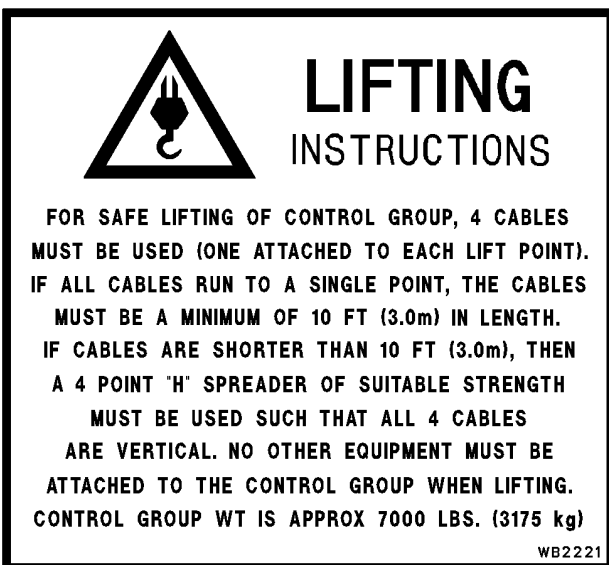 LIFTING
INSTRUCTIONS
FOR SAFE LIFTING OF CONTROL GROUP, 4 CABLES
MUST BE USED (ONE ATTACHED TO EACH LIFT POINT).
IF ALL CABLES RUN TO A SINGLE POINT, THE CABLES
MUST BE A MINIMUM OF 10 FT (3.0m) IN LENGTH.
IF CABLES ARE SHORTER THAN 10 FT (3.0m), THEN
A 4 POINT "H" SPREADER OF SUITABLE STRENGTH
MUST BE USED SUCH THAT ALL 4 CABLES
ARE VERTICAL. NO OTHER EQUIPMENT MUST BE
ATTACHED TO THE CONTROL GROUP WHEN LIFTING.
CONTROL GROUP WT IS APPROX 7000 LBS. (3175 kg)
WB2221